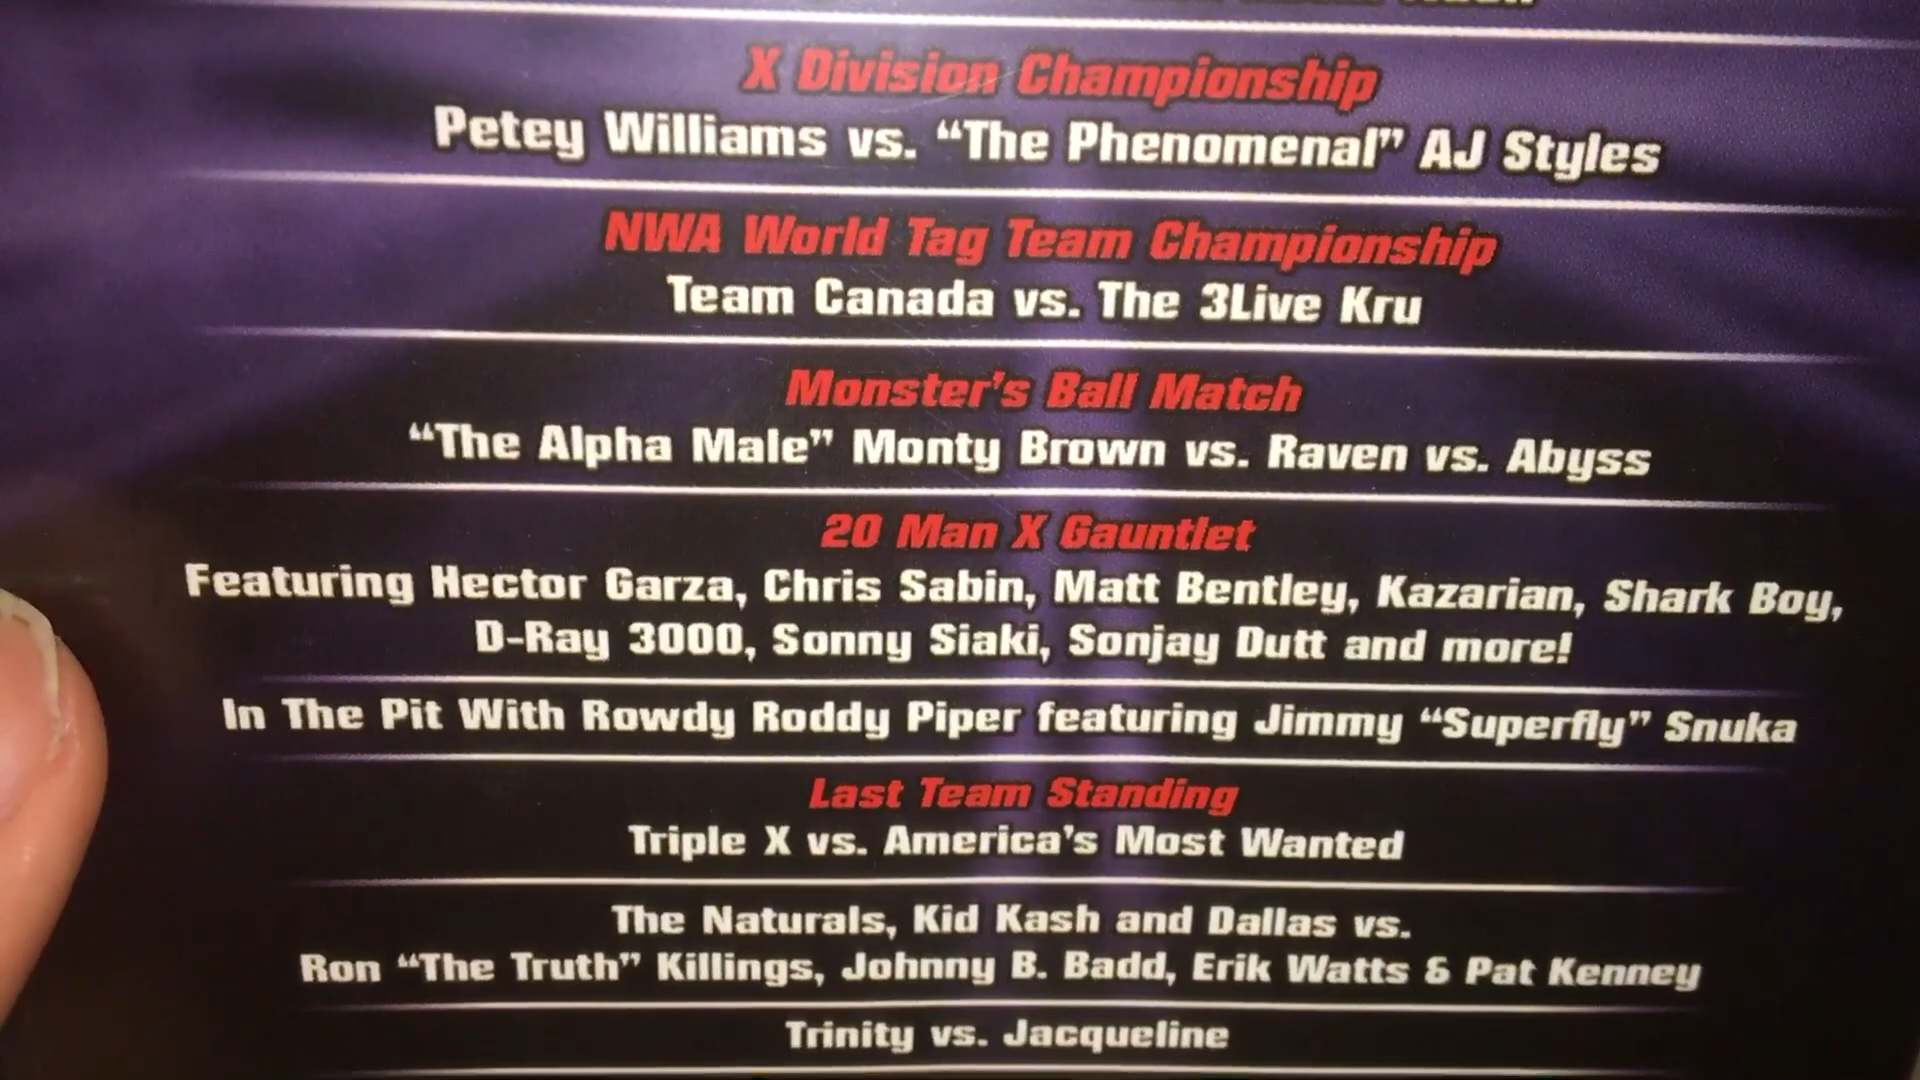 X Division Championship
Petey Williams vs. “The Phenomenal” AJ Styles
NWA World Tag Team Championship
Team Canada vs. The 3Live Kru
Monster’s Ball Match
“The Alpha Male” Monty Brown vs. Raven vs. Abyss
20 Man X Gauntlet
Featuring Hector Garza, Chris Sabin, Matt Bentley, Kazarian, Shark Boy,
D-Ray 3000, Sonny Siaki, Sonjay Dutt and more!
In The Pit With Rowdy Roddy Piper featuring Jimmy “Superfly” Snuka
Last Team Standing
Triple X vs. America’s Most Wanted
The Naturals, Kid Kash and Dallas vs.
Ron “The Truth” Killings, Johnny B. Badd, Erik Watts & Pat Kenney
Trinity vs. Jacqueline